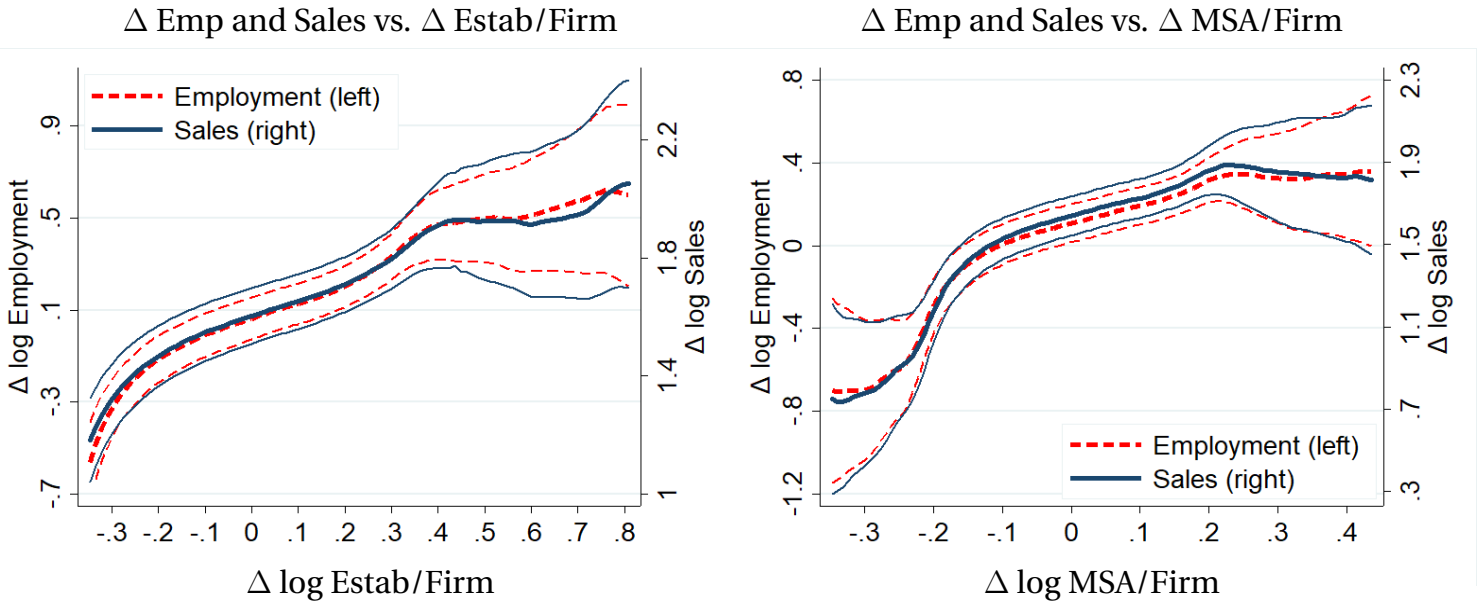 Δ Emp and Sales vs. Δ Estab/Firm
Employment (left)
Sales (right)
Δ log Employment
.9
.5
.1
-.3
-.7
Δ log Sales
2.2
1.8
1.4
1
-.3 -.2 -.1 0 .1 .2 .3 .4 .5 .6 .7 .8
Δ log Estab/Firm
Δ Emp and Sales vs. Δ MSA/Firm
Δ log Employment
.8
.4
0
-.4
-.8
-1.2
Δ log Sales
2.3
1.9
1.5
1.1
.7
.3
Employment (left)
Sales (right)
-.3 -.2 -.1 0 .1 .2 .3 .4
Δ log MSA/Firm